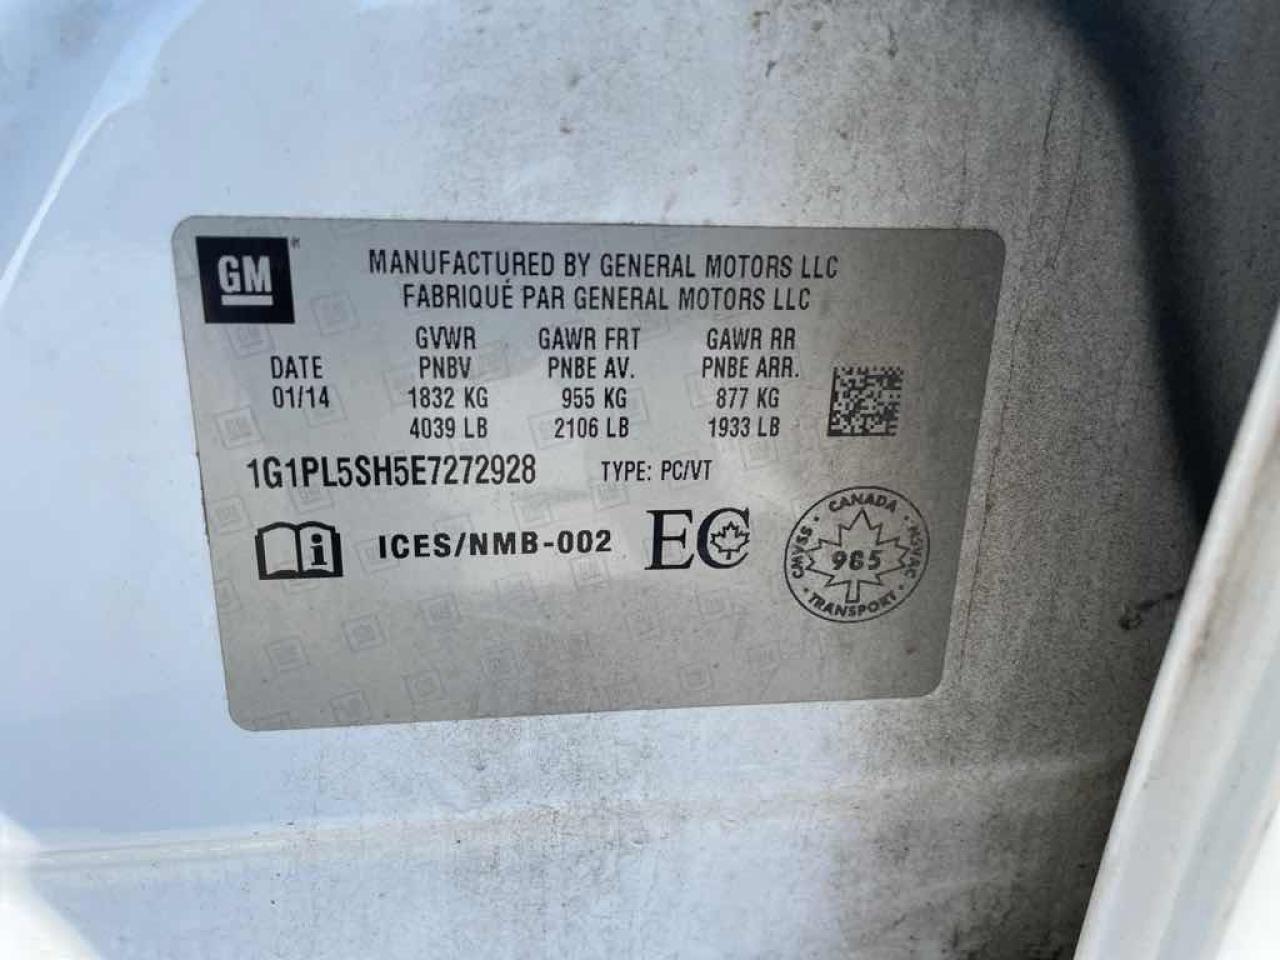 GM
MANUFACTURED BY GENERAL MOTORS LLC
FABRIQUÉ PAR GENERAL MOTORS LLC
DATE
01/14
GVWR
PNBV
1832 KG
4039 LB
GAWR FRT
PNBE AV.
955 KG
2106 LB
GAWR RR
PNBE ARR.
877 KG
1933 LB
1G1PL5SH5E7272928 TYPE: PC/VT
i ICES/NMB-002 EC
CANADA
CMVSS 985 NSVAC
TRANSPORT